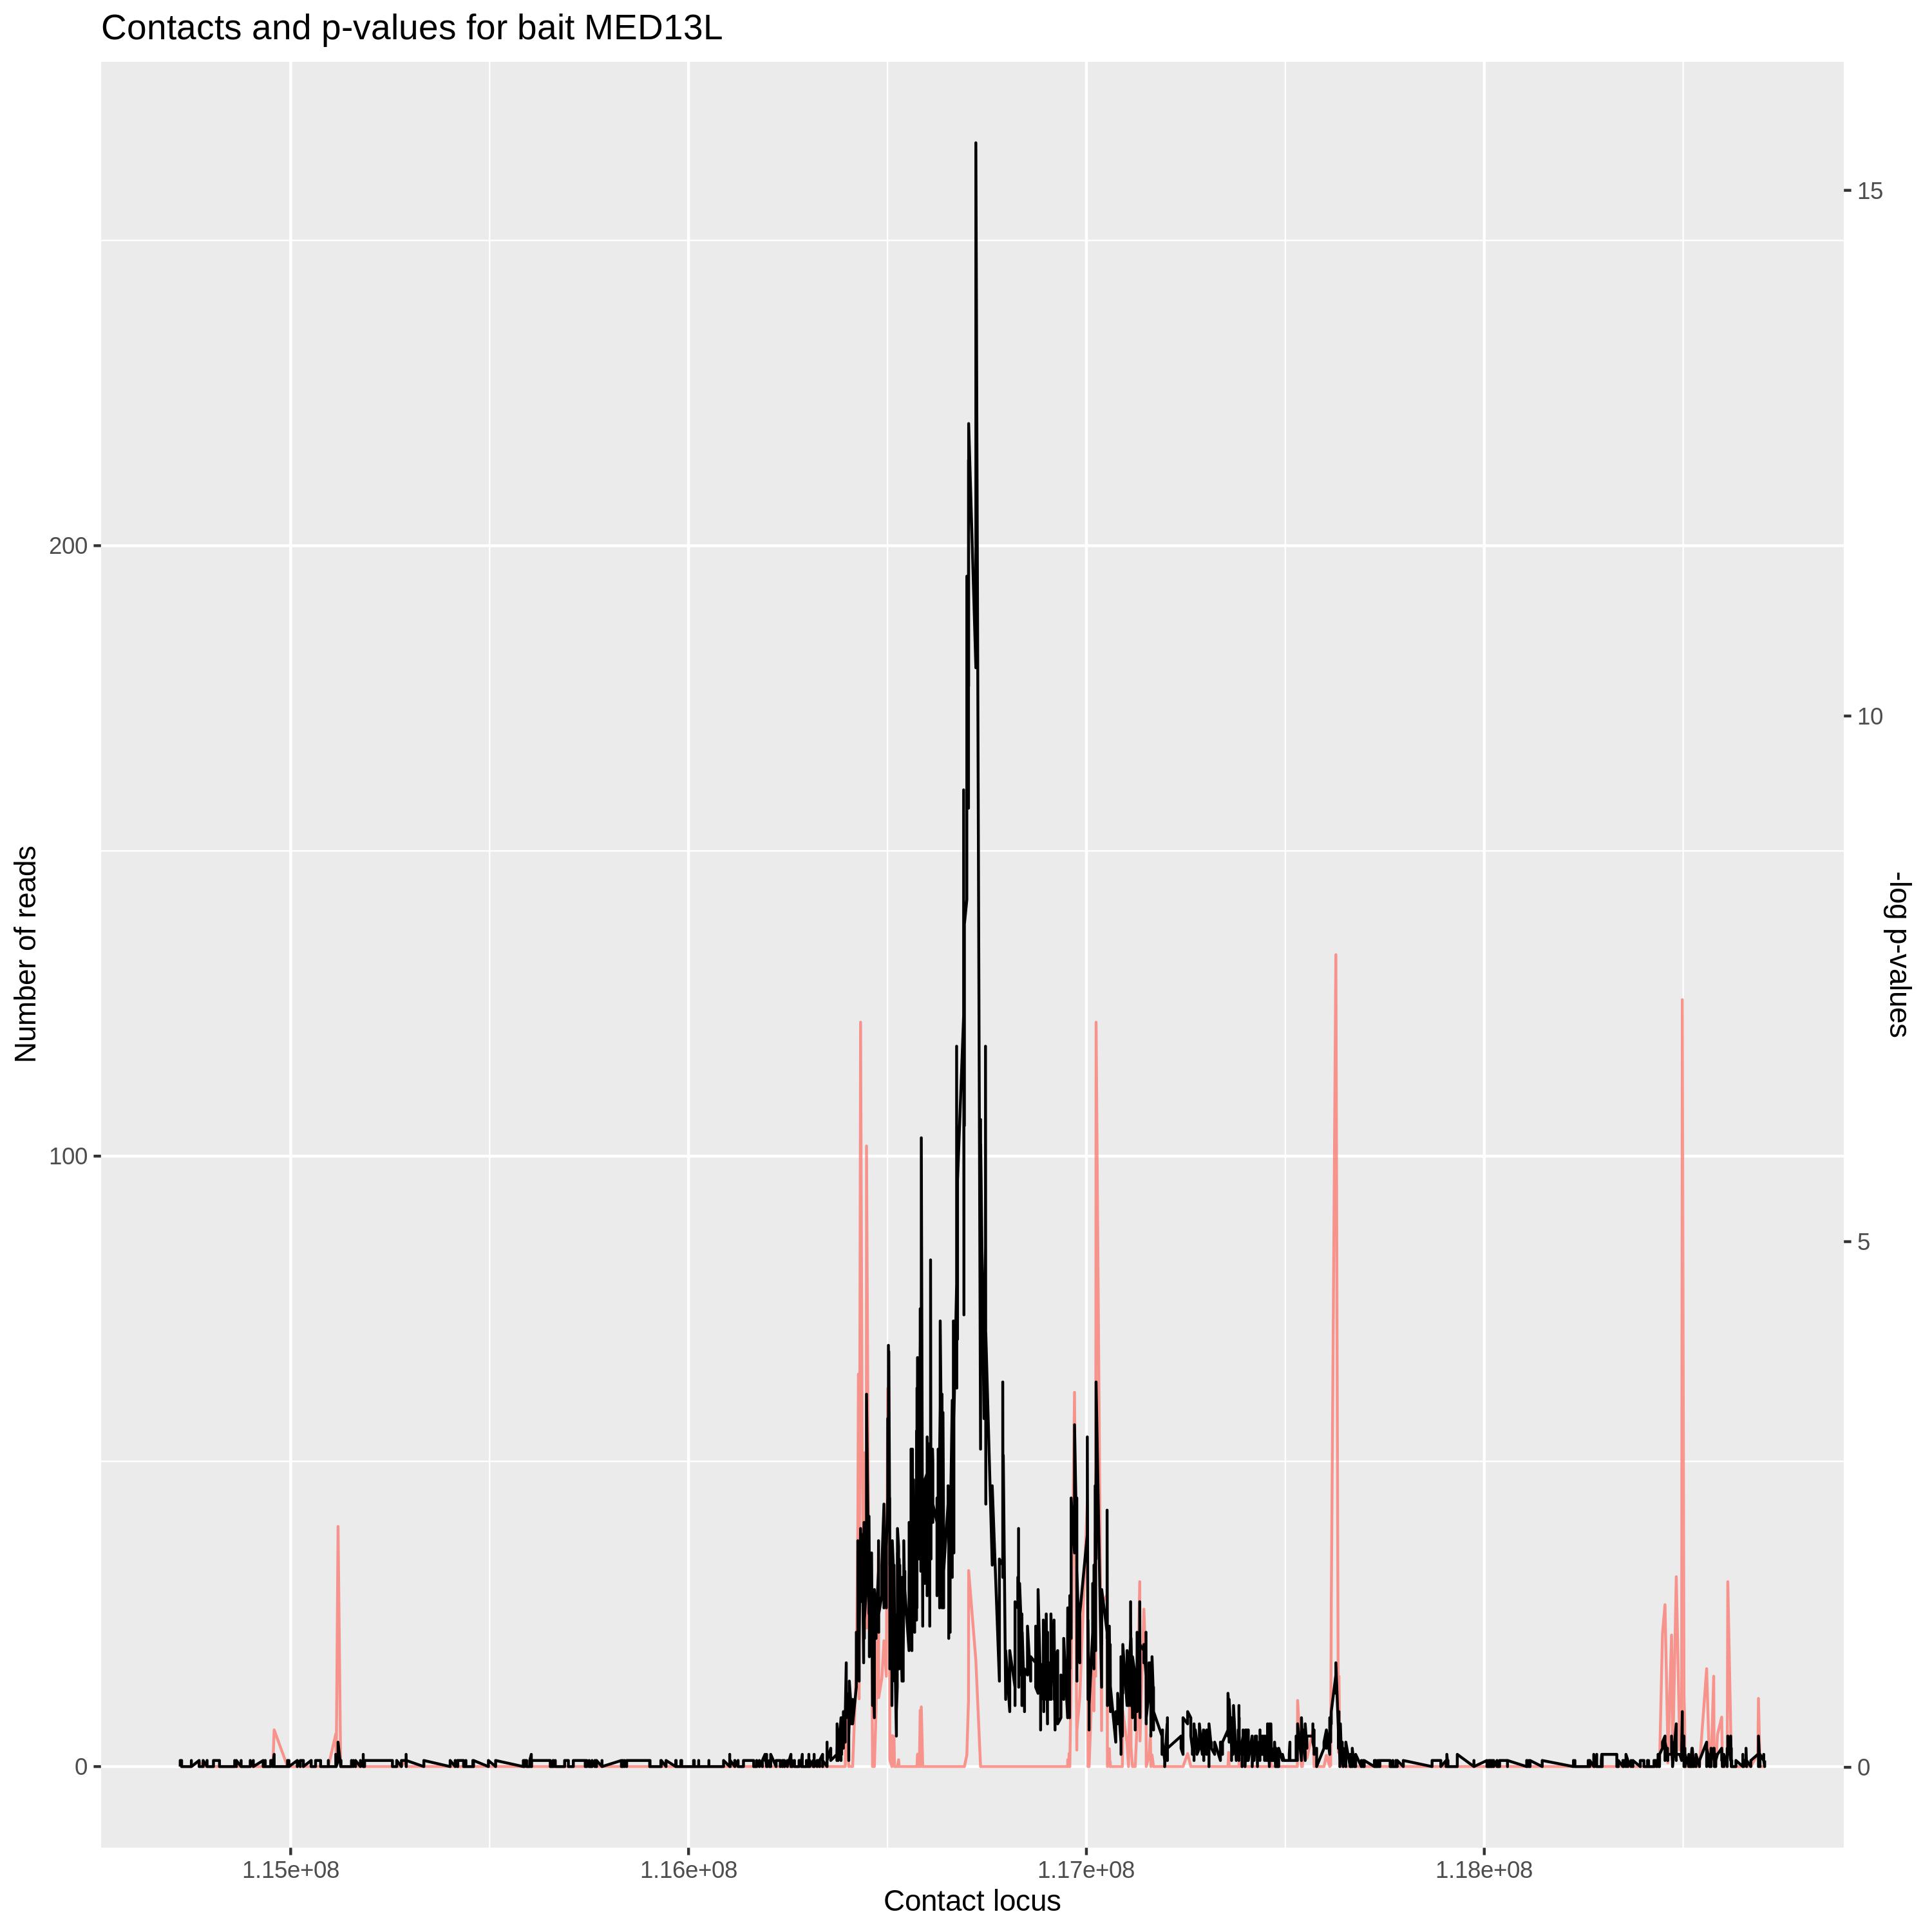 Contacts and p-values for bait MED13L
15
200
10
Number of reads
-log p-values
100
5
0
0
1.15e+08
1.16e+08
1.17e+08
1.18e+08
Contact locus